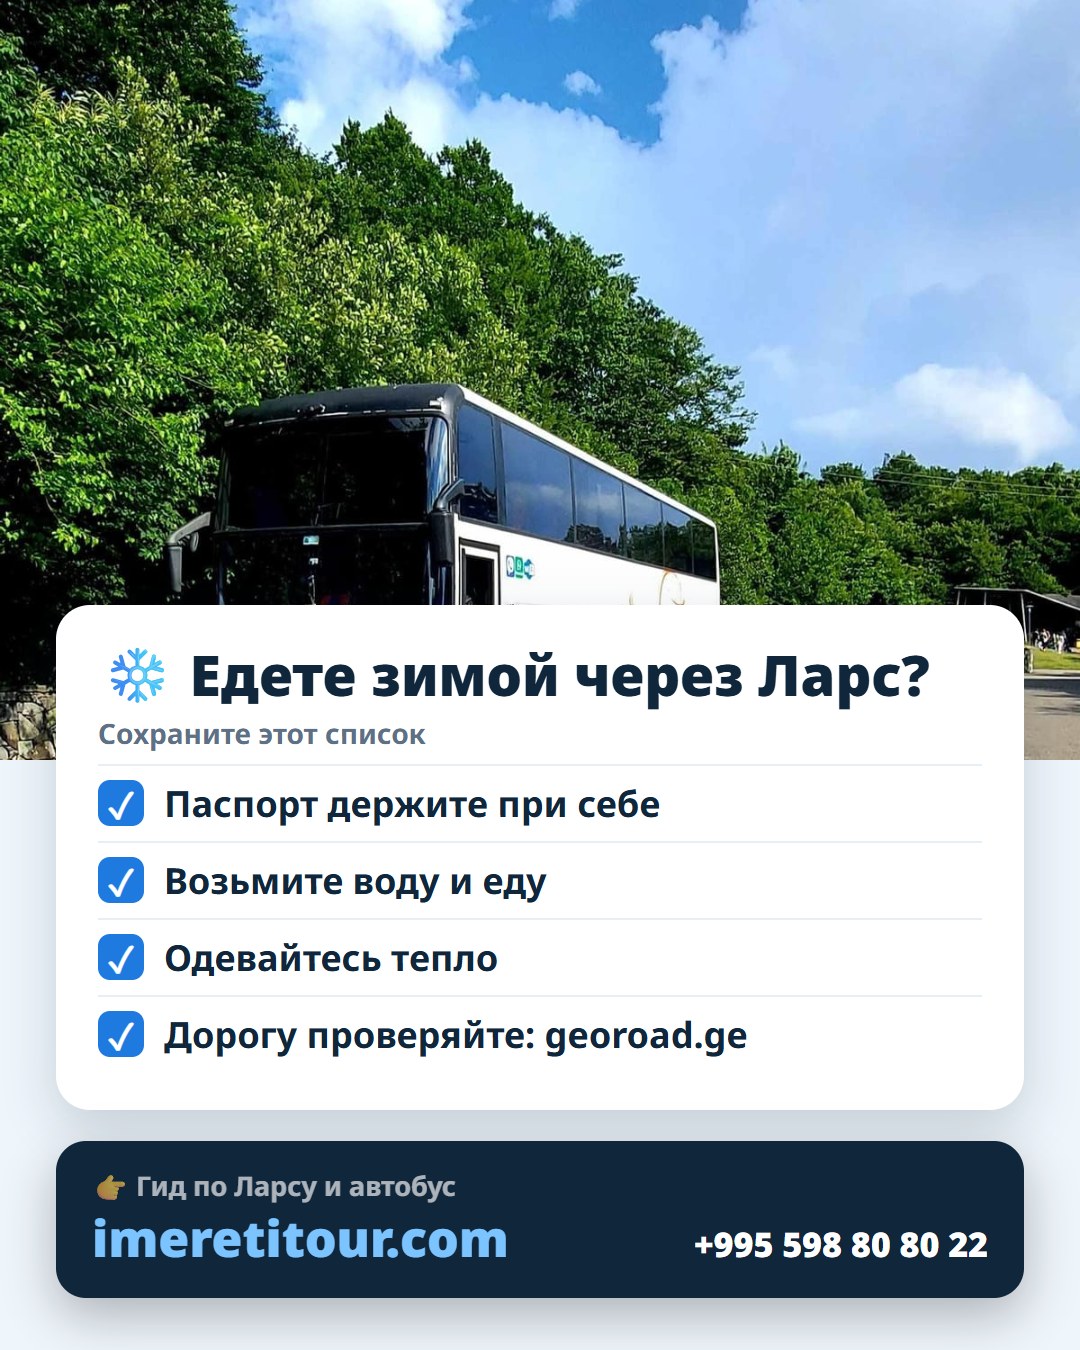 Едете зимой через Ларс?
Сохраните этот список
Паспорт держите при себе
Возьмите воду и еду
Одевайтесь тепло
Дорогу проверяйте: georoad.ge
Гид по Ларсу и автобус
imeretitour.com
+995 598 80 80 22